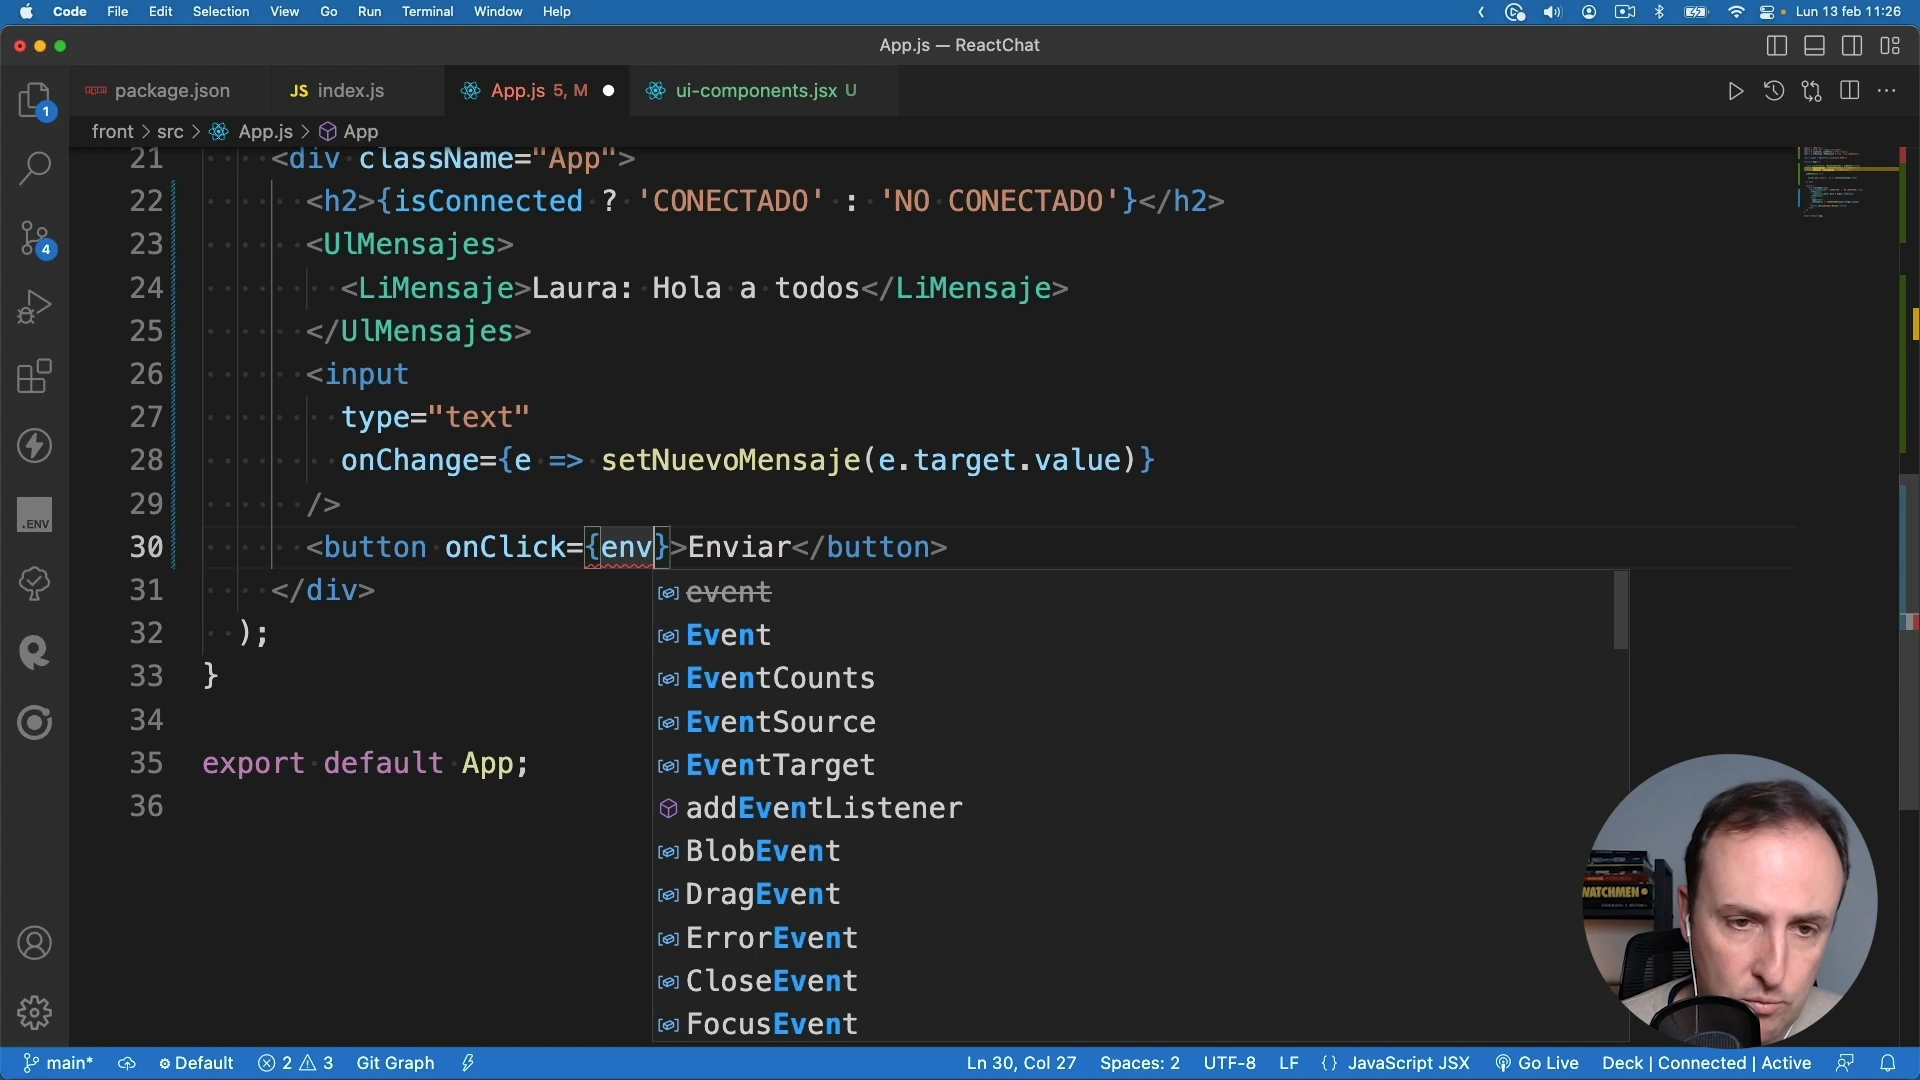 Code File Edit Selection View Go Run Terminal Window Help Lun 13 feb 11:26
App.js — ReactChat
package.json JS index.js App.js 5, M ui-components.jsx U
front > src > App.js > App
21 <div className="App">
22 <h2>{isConnected ? 'CONECTADO' : 'NO CONECTADO'}</h2>
23 <UlMensajes>
24 <LiMensaje>Laura: Hola a todos</LiMensaje>
25 </UlMensajes>
26 <input
27 type="text"
28 onChange={e => setNuevoMensaje(e.target.value)}
29 />
30 <button onClick={env}>Enviar</button>
31 </div>
32 );
33 }
34
35 export default App;
36
event
Event
EventCounts
EventSource
EventTarget
addEventListener
BlobEvent
DragEvent
ErrorEvent
CloseEvent
FocusEvent
1
4
.ENV
WATCHMEN
main* Default 2 3 Git Graph Ln 30, Col 27 Spaces: 2 UTF-8 LF {} JavaScript JSX Go Live Deck | Connected | Active